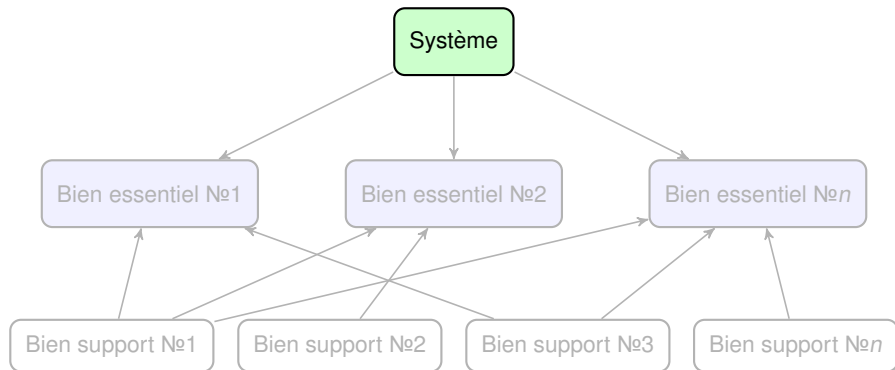 Système
Bien essentiel №1
Bien essentiel №2
Bien essentiel №n
Bien support №1
Bien support №2
Bien support №3
Bien support №n